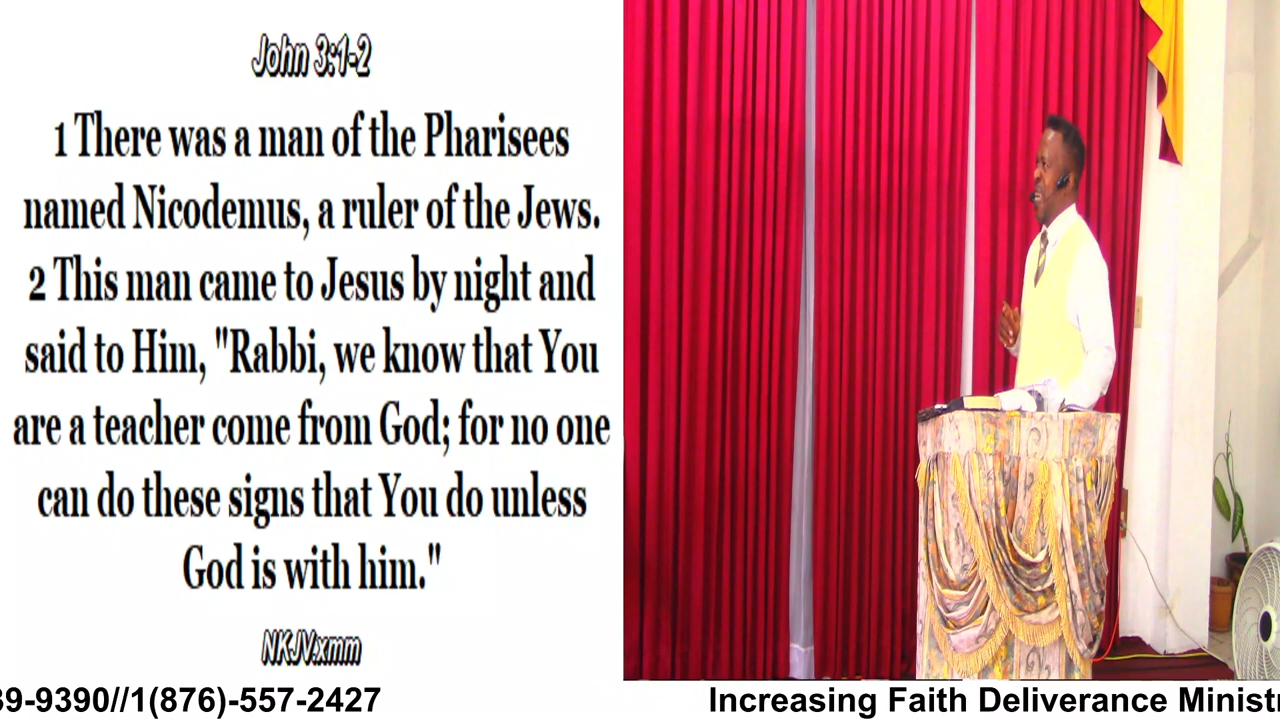 John 3:1-2
1 There was a man of the Pharisees
named Nicodemus, a ruler of the Jews.
2 This man came to Jesus by night and
said to Him, "Rabbi, we know that You
are a teacher come from God; for no one
can do these signs that You do unless
God is with him."
NKJV:xmm
39-9390//1(876)-557-2427 Increasing Faith Deliverance Ministr